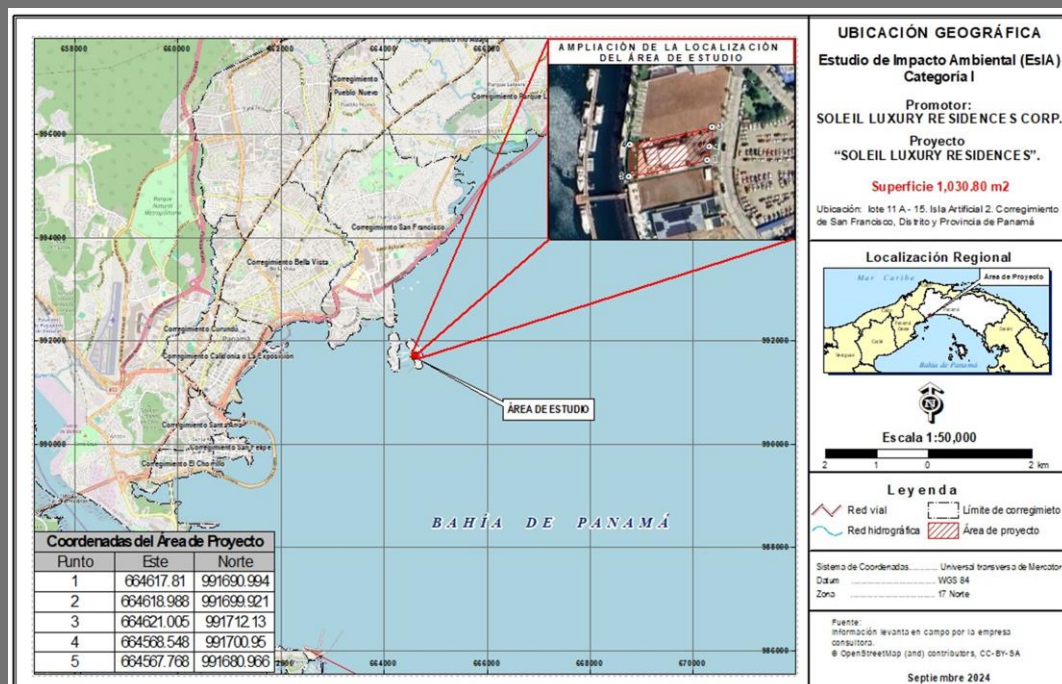 UBICACIÓN GEOGRÁFICA
Estudio de Impacto Ambiental (EsIA)
Categoría I
Promotor:
SOLEIL LUXURY RESIDENCES CORP.
Proyecto
“SOLEIL LUXURY RESIDENCES”.
Superficie 1,030.80 m2
Ubicación: lote 11 A - 15. Isla Artificial 2. Corregimiento
de San Francisco, Distrito y Provincia de Panamá
Localización Regional
Mar Caribe
Área de Proyecto
Bahía de Panamá
N
Escala 1:50,000
2 1 0 2 km
Leyenda
Red vial
Límite de corregimieto
Red hidrográfica
Área de proyecto
Sistema de Coordenadas.......... Universal transversa de Mercator
Datum .................... WGS 84
Zona .................... 17 Norte
Fuente:
Información levanta en campo por la empresa
consultora.
© OpenStreetMap (and) contributors, CC-BY-SA
Septiembre 2024
658000 660000 662000 664000 666000
AMPLIACIÓN DE LA LOCALIZACIÓN
DEL ÁREA DE ESTUDIO
Corregimiento
Pueblo Nuevo
Corregimiento San Francisco
Corregimiento Bella Vista
Corregimiento Curundú
Corregimiento Calidonia o La Exposición
Corregimiento Santa Ana
Corregimiento San Felipe
Corregimiento El Chorrillo
ÁREA DE ESTUDIO
BAHÍA DE PANAMÁ
996000
994000
992000
990000
988000
986000
664000 666000 668000 670000
Coordenadas del Área de Proyecto
Punto Este Norte
1 664617.81 991690.994
2 664618.988 991699.921
3 664621.005 991712.13
4 664568.548 991700.95
5 664567.768 991680.966